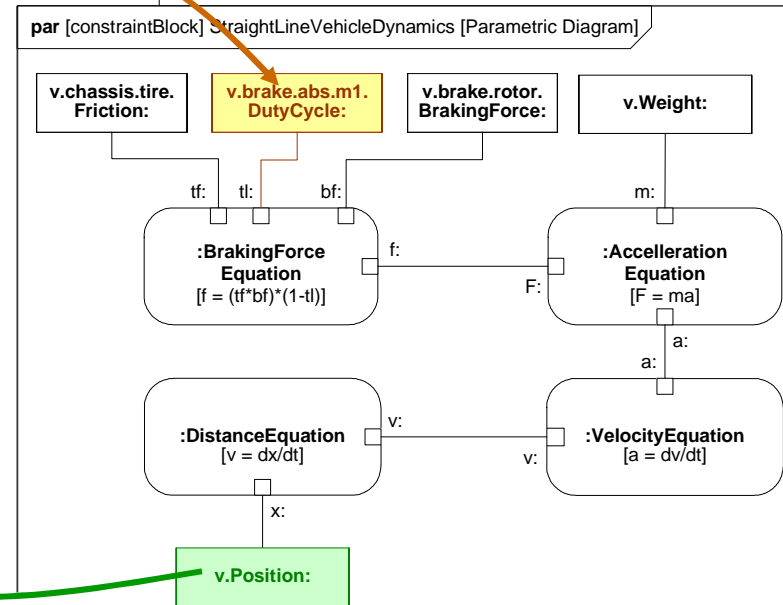 par [constraintBlock] StraightLineVehicleDynamics [Parametric Diagram]
v.chassis.tire.
Friction:
v.brake.abs.m1.
DutyCycle:
v.brake.rotor.
BrakingForce:
v.Weight:
tf:
tl:
bf:
m:
:BrakingForce
Equation
[f = (tf*bf)*(1-tl)]
f:
F:
:Accelleration
Equation
[F = ma]
a:
a:
:DistanceEquation
[v = dx/dt]
v:
v:
:VelocityEquation
[a = dv/dt]
x:
v.Position: